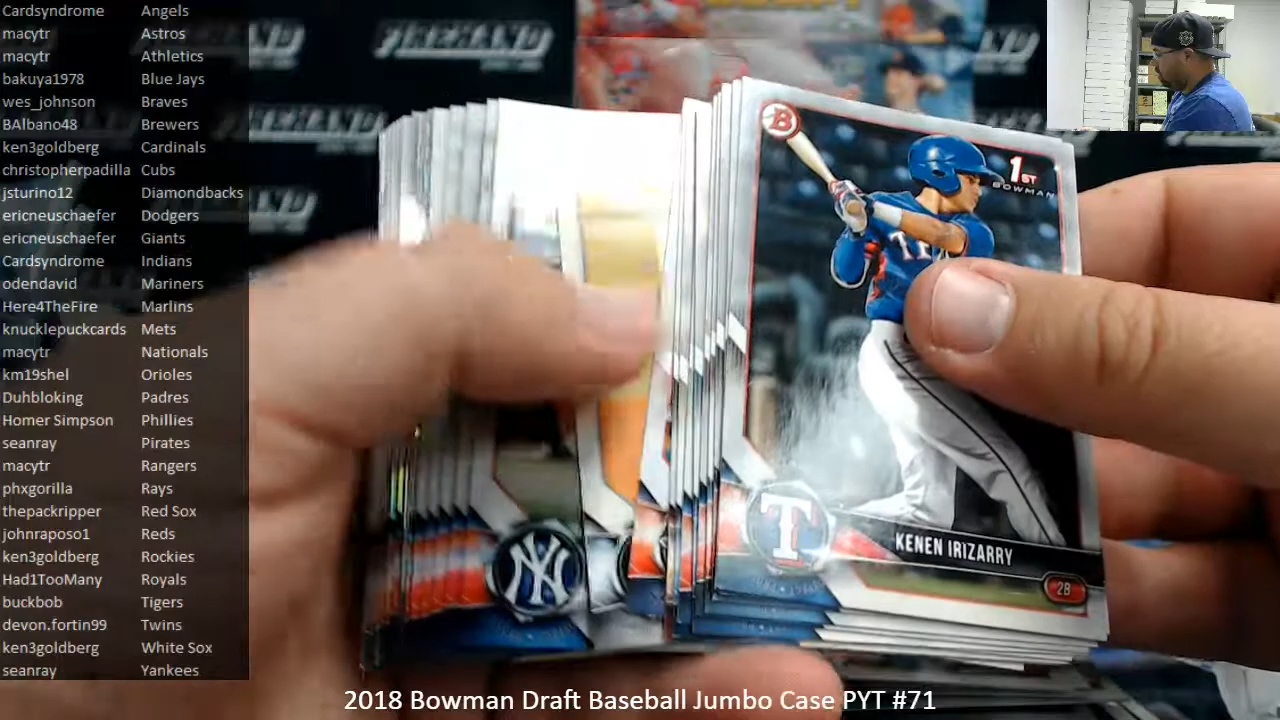 Cardsyndrome Angels
macytr Astros
macytr Athletics
bakuya1978 Blue Jays
wes_johnson Braves
BAlbano48 Brewers
ken3goldberg Cardinals
christopherpadilla Cubs
jsturino12 Diamondbacks
ericneuschaefer Dodgers
ericneuschaefer Giants
Cardsyndrome Indians
odendavid Mariners
Here4TheFire Marlins
knucklepuckcards Mets
macytr Nationals
km19shel Orioles
Duhbloking Padres
Homer Simpson Phillies
seanray Pirates
macytr Rangers
phxgorilla Rays
thepackripper Red Sox
johnraposo1 Reds
ken3goldberg Rockies
Had1TooMany Royals
buckbob Tigers
devon.fortin99 Twins
ken3goldberg White Sox
seanray Yankees
FIREHAND
B
1ST
BOWMAN
T
KENEN IRIZARRY
2B
NY
2018 Bowman Draft Baseball Jumbo Case PYT #71